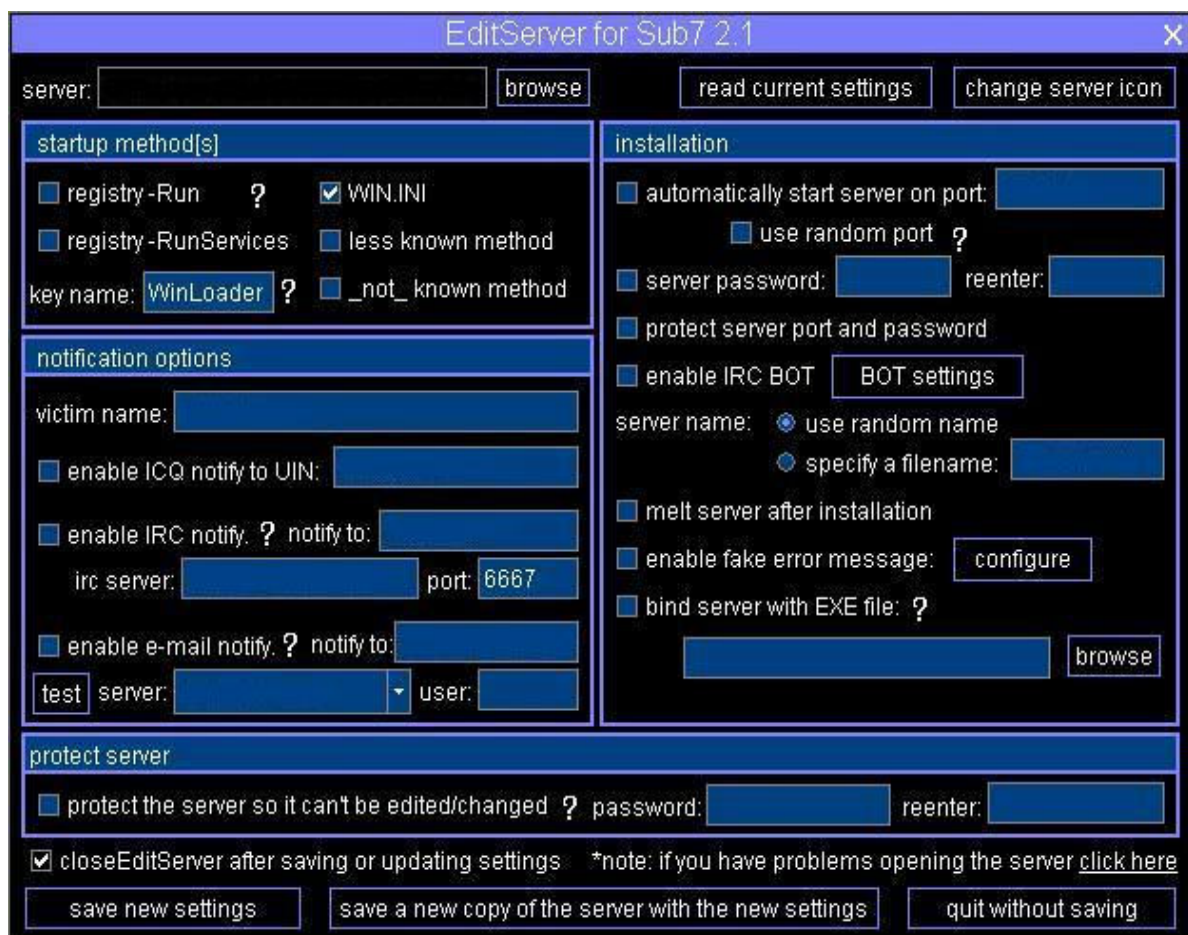 EditServer for Sub7 2.1 X
server: browse read current settings change server icon
startup method[s]
registry -Run ? WIN.INI
registry -RunServices less known method
key name: WinLoader ? _not_ known method
notification options
victim name:
enable ICQ notify to UIN:
enable IRC notify. ? notify to:
irc server: port: 6667
enable e-mail notify. ? notify to:
test server: user:
installation
automatically start server on port:
use random port ?
server password: reenter:
protect server port and password
enable IRC BOT BOT settings
server name: use random name
specify a filename:
melt server after installation
enable fake error message: configure
bind server with EXE file: ?
browse
protect server
protect the server so it can't be edited/changed ? password: reenter:
closeEditServer after saving or updating settings *note: if you have problems opening the server click here
save new settings save a new copy of the server with the new settings quit without saving